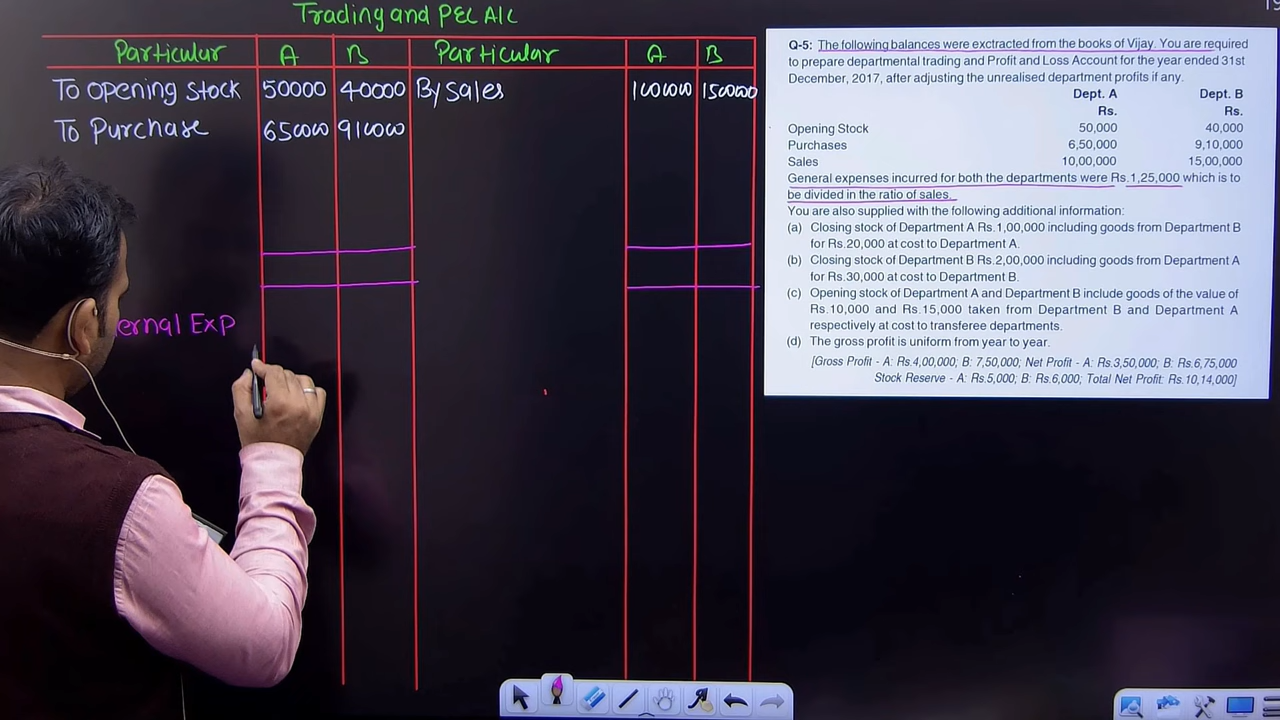 Trading and P&L A/c
Particular A B Particular A B
To opening stock 50000 40000 By sales 1000000 1500000
To Purchase 650000 910000
ernal Exp
Q-5: The following balances were exctracted from the books of Vijay. You are required
to prepare departmental trading and Profit and Loss Account for the year ended 31st
December, 2017, after adjusting the unrealised department profits if any.
Dept. A Dept. B
Rs. Rs.
Opening Stock 50,000 40,000
Purchases 6,50,000 9,10,000
Sales 10,00,000 15,00,000
General expenses incurred for both the departments were Rs.1,25,000 which is to
be divided in the ratio of sales.
You are also supplied with the following additional information:
(a) Closing stock of Department A Rs.1,00,000 including goods from Department B
for Rs.20,000 at cost to Department A.
(b) Closing stock of Department B Rs.2,00,000 including goods from Department A
for Rs.30,000 at cost to Department B.
(c) Opening stock of Department A and Department B include goods of the value of
Rs.10,000 and Rs.15,000 taken from Department B and Department A
respectively at cost to transferee departments.
(d) The gross profit is uniform from year to year.
[Gross Profit - A: Rs.4,00,000; B: 7,50,000; Net Profit - A: Rs.3,50,000; B: Rs.6,75,000
Stock Reserve - A: Rs.5,000; B: Rs.6,000; Total Net Profit: Rs.10,14,000]